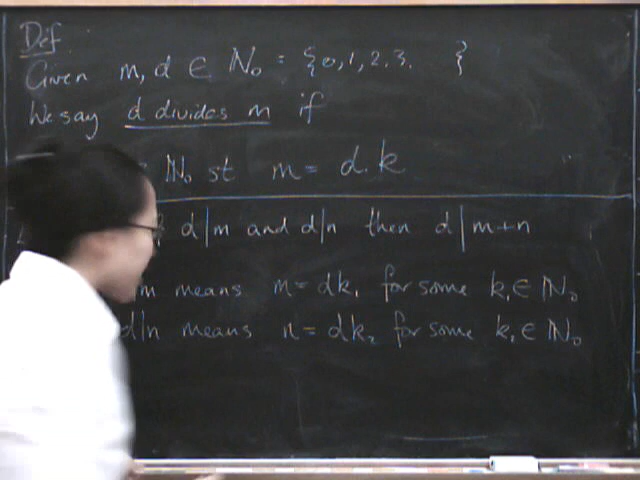 Def.
Given m, d ∈ ℕ₀ = {0, 1, 2, 3. }
We say d divides m if
ℕ₀ st m = d.k
d|m and d|n then d|m+n
m means m = dk₁ for some k₁ ∈ ℕ₀
d|n means n = dk₂ for some k₂ ∈ ℕ₀